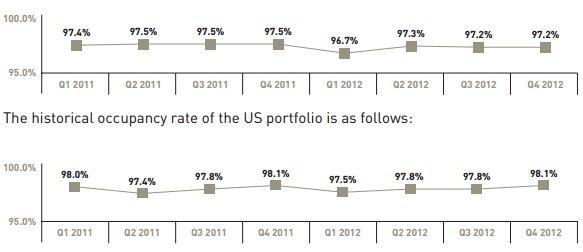 100.0%
97.4% 97.5% 97.5% 97.5% 96.7% 97.3% 97.2% 97.2%
95.0%
Q1 2011 Q2 2011 Q3 2011 Q4 2011 Q1 2012 Q2 2012 Q3 2012 Q4 2012
The historical occupancy rate of the US portfolio is as follows:
100.0%
98.0% 97.4% 97.8% 98.1% 97.5% 97.8% 97.8% 98.1%
95.0%
Q1 2011 Q2 2011 Q3 2011 Q4 2011 Q1 2012 Q2 2012 Q3 2012 Q4 2012